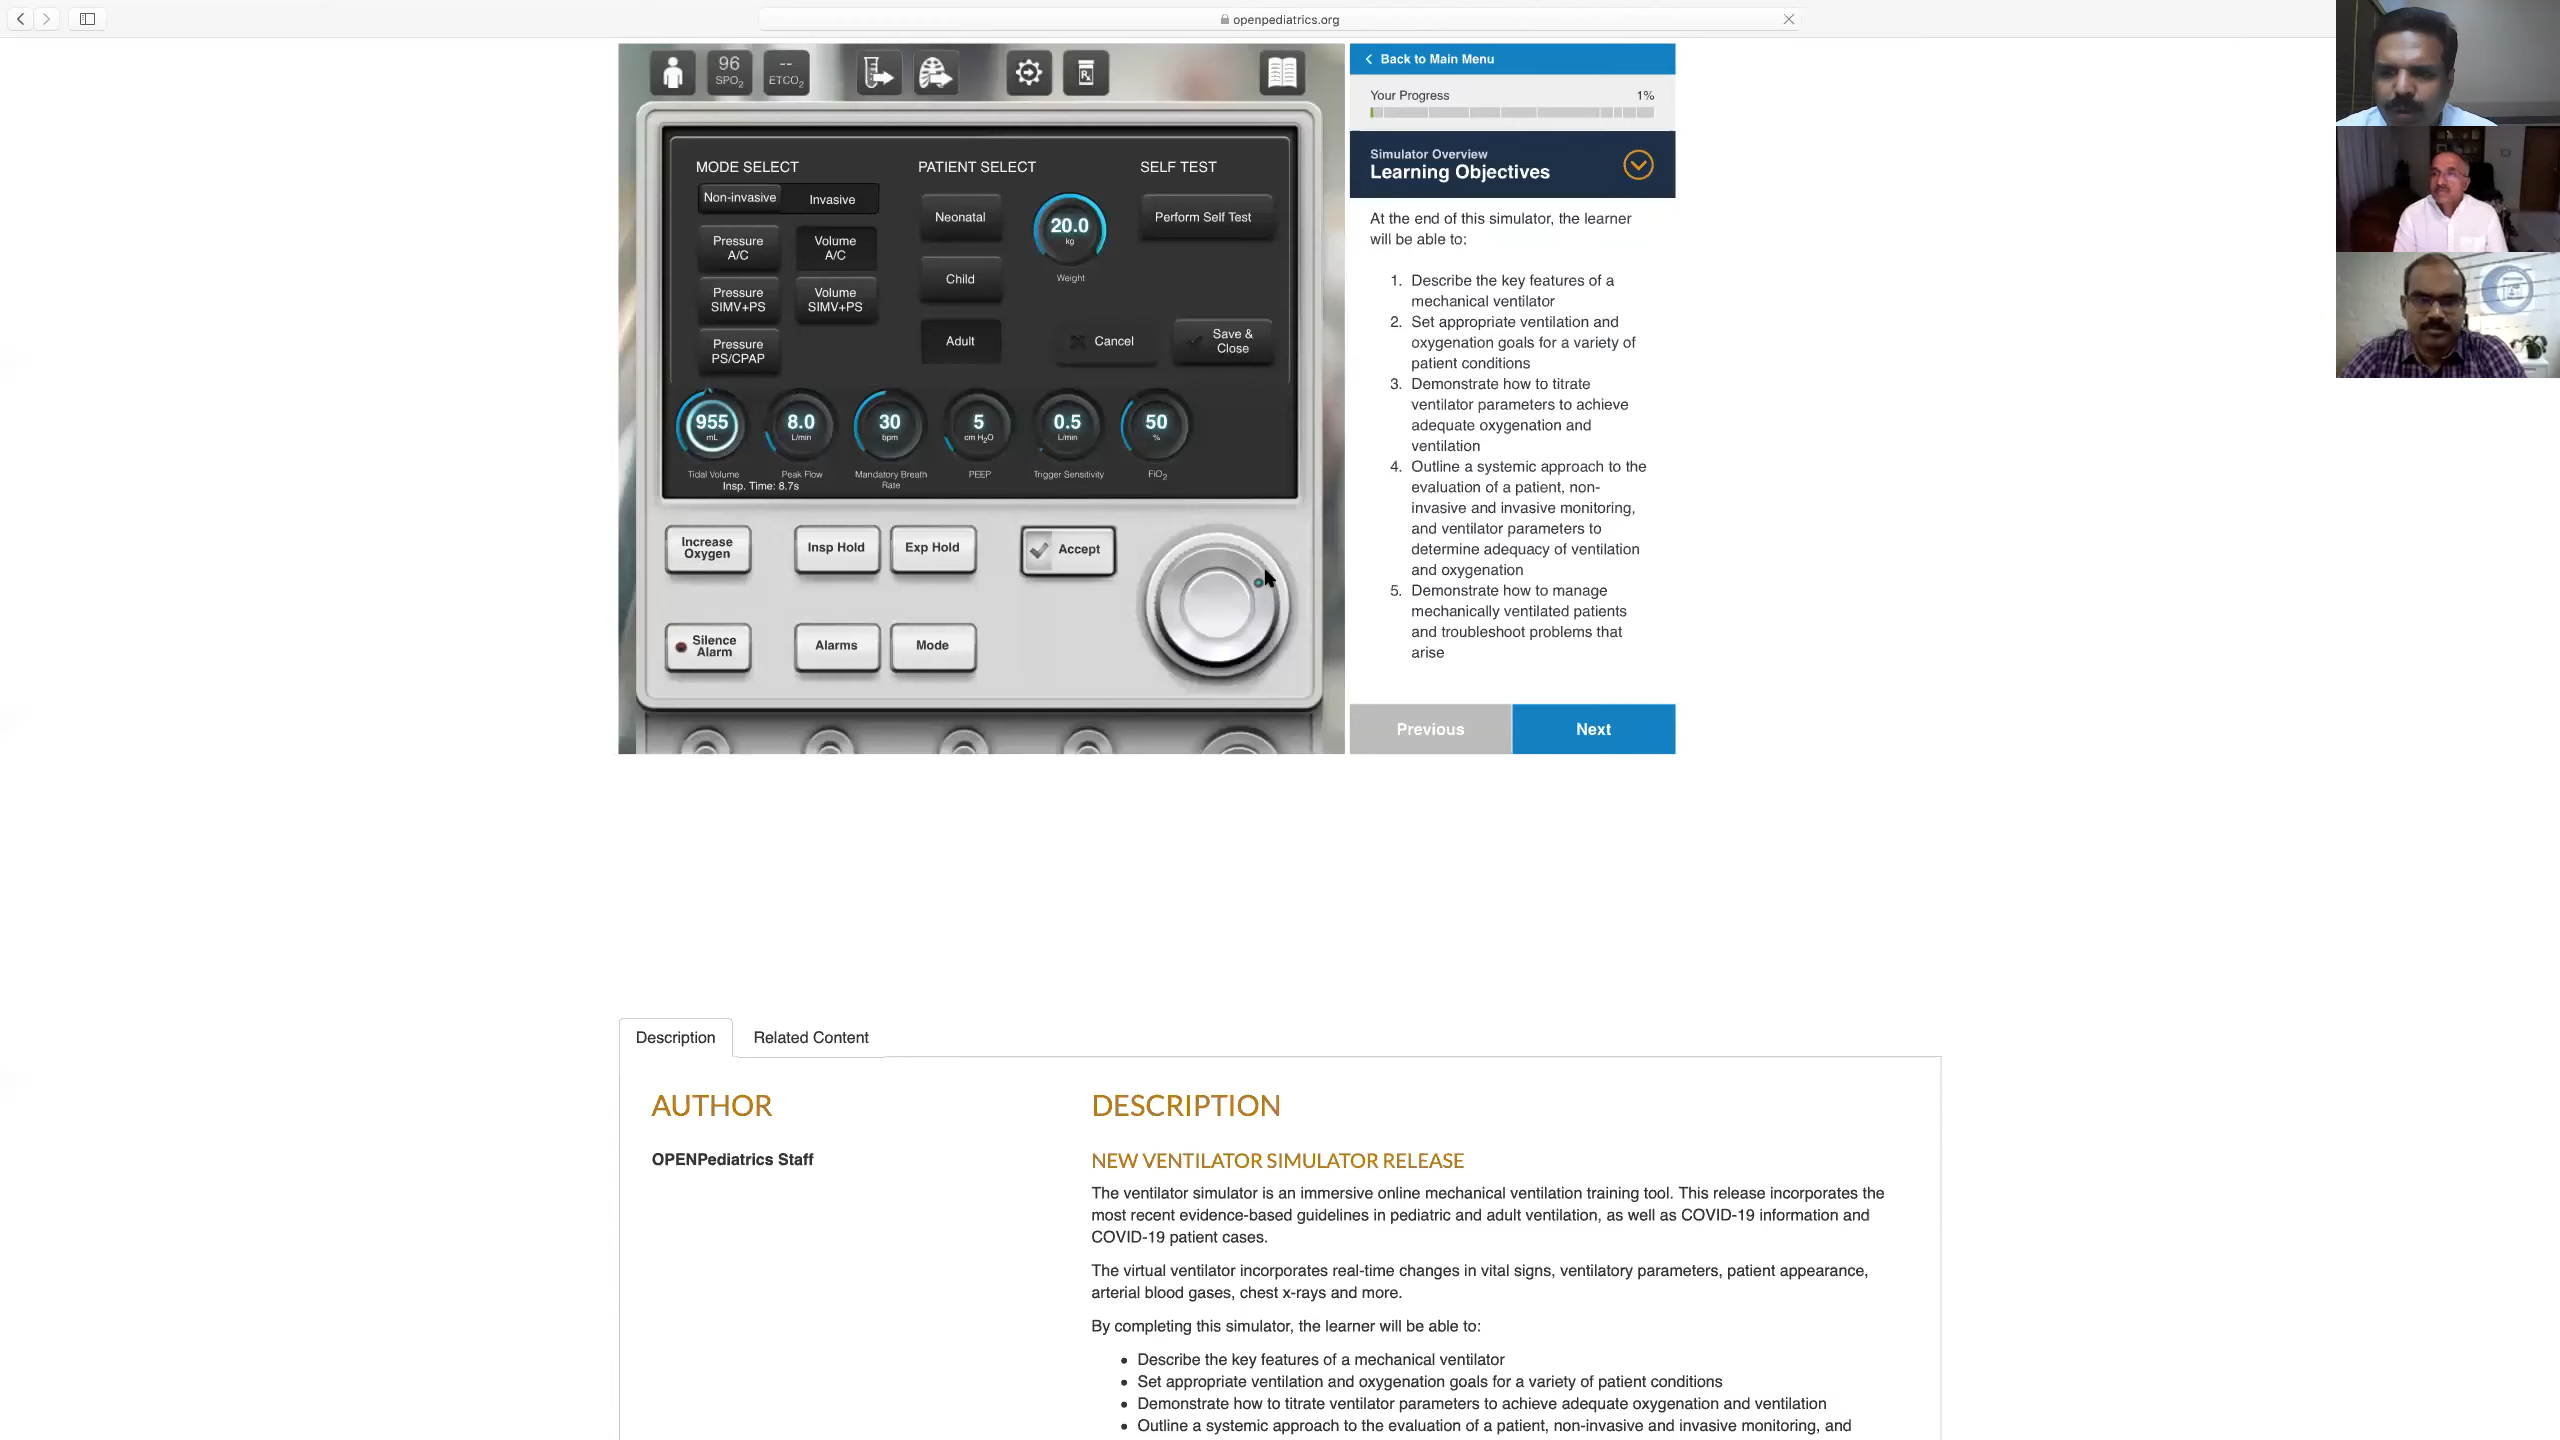 openpediatrics.org
96
SPO2
--
ETCO2
Rx
MODE SELECT
Non-invasive
Invasive
Pressure
A/C
Volume
A/C
Pressure
SIMV+PS
Volume
SIMV+PS
Pressure
PS/CPAP
PATIENT SELECT
Neonatal
Child
Adult
20.0
kg
Weight
SELF TEST
Perform Self Test
Cancel
Save &
Close
955
mL
Tidal Volume
8.0
L/min
Peak Flow
Insp. Time: 8.7s
30
bpm
Mandatory Breath
Rate
5
cm H2O
PEEP
0.5
L/min
Trigger Sensitivity
50
%
FiO2
Increase
Oxygen
Insp Hold
Exp Hold
Accept
Silence
Alarm
Alarms
Mode
Back to Main Menu
Your Progress
1%
Simulator Overview
Learning Objectives
At the end of this simulator, the learner
will be able to:
1. Describe the key features of a
mechanical ventilator
2. Set appropriate ventilation and
oxygenation goals for a variety of
patient conditions
3. Demonstrate how to titrate
ventilator parameters to achieve
adequate oxygenation and
ventilation
4. Outline a systemic approach to the
evaluation of a patient, non-
invasive and invasive monitoring,
and ventilator parameters to
determine adequacy of ventilation
and oxygenation
5. Demonstrate how to manage
mechanically ventilated patients
and troubleshoot problems that
arise
Previous
Next
Description
Related Content
AUTHOR
OPENPediatrics Staff
DESCRIPTION
NEW VENTILATOR SIMULATOR RELEASE
The ventilator simulator is an immersive online mechanical ventilation training tool. This release incorporates the
most recent evidence-based guidelines in pediatric and adult ventilation, as well as COVID-19 information and
COVID-19 patient cases.
The virtual ventilator incorporates real-time changes in vital signs, ventilatory parameters, patient appearance,
arterial blood gases, chest x-rays and more.
By completing this simulator, the learner will be able to:
• Describe the key features of a mechanical ventilator
• Set appropriate ventilation and oxygenation goals for a variety of patient conditions
• Demonstrate how to titrate ventilator parameters to achieve adequate oxygenation and ventilation
• Outline a systemic approach to the evaluation of a patient, non-invasive and invasive monitoring, and